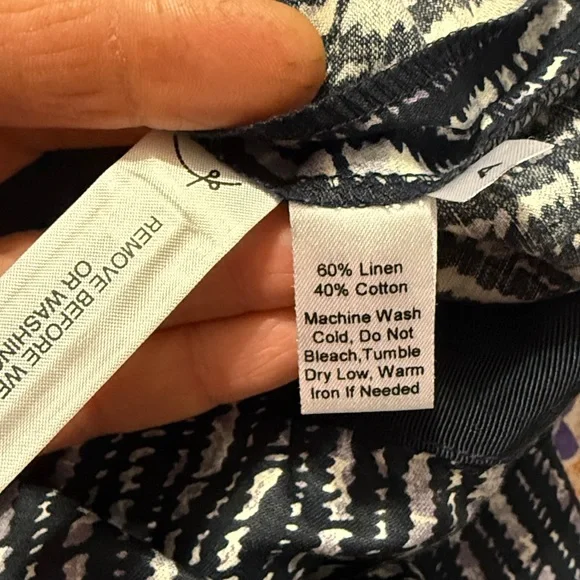 60% Linen
40% Cotton
Machine Wash
Cold, Do Not
Bleach,Tumble
Dry Low, Warm
Iron If Needed
REMOVE BEFORE WE
OR WASHING